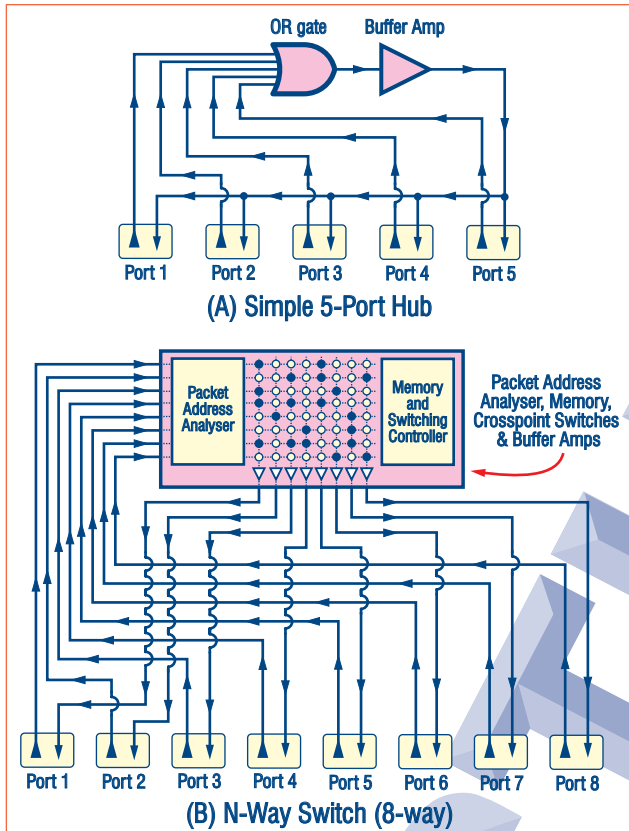 OR gate
Buffer Amp
Port 1
Port 2
Port 3
Port 4
Port 5
(A) Simple 5-Port Hub
Packet
Address
Analyser
Memory
and
Switching
Controller
Packet Address
Analyser, Memory,
Crosspoint Switches
& Buffer Amps
Port 1
Port 2
Port 3
Port 4
Port 5
Port 6
Port 7
Port 8
(B) N-Way Switch (8-way)